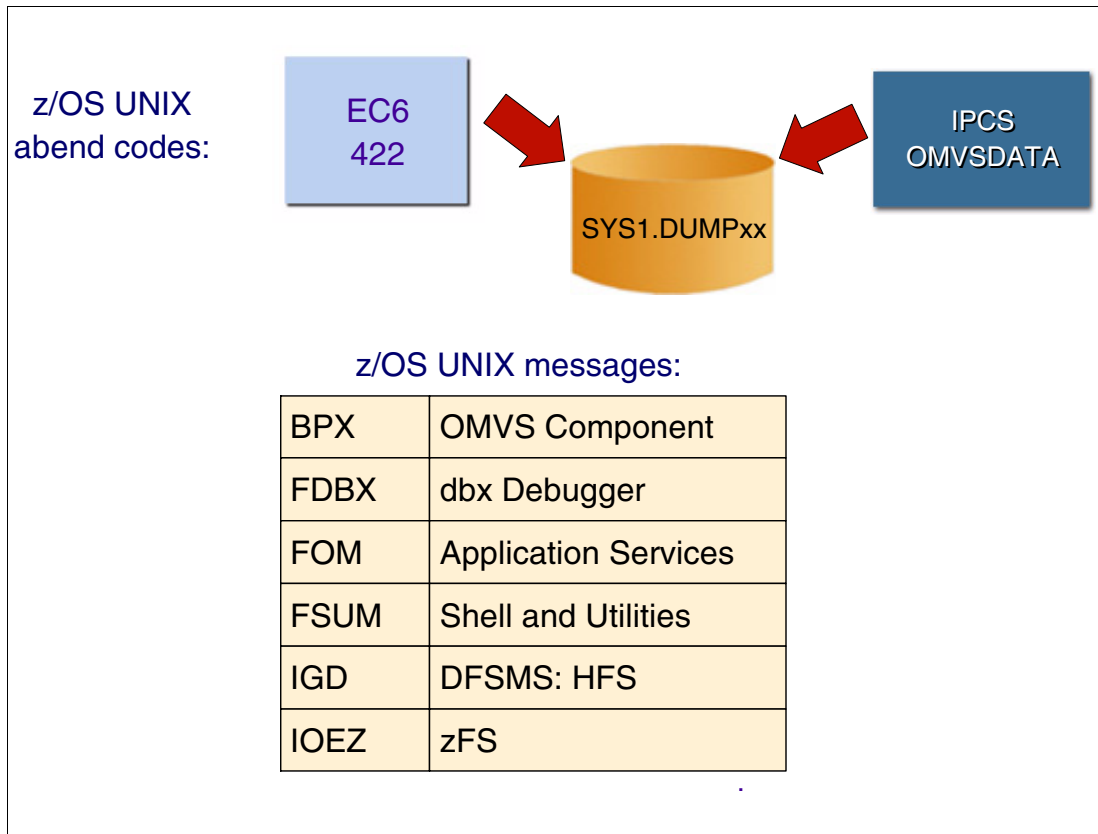 z/OS UNIX
abend codes:
EC6
422
SYS1.DUMPxx
IPCS
OMVSDATA
z/OS UNIX messages:
BPX OMVS Component
FDBX dbx Debugger
FOM Application Services
FSUM Shell and Utilities
IGD DFSMS: HFS
IOEZ zFS
.